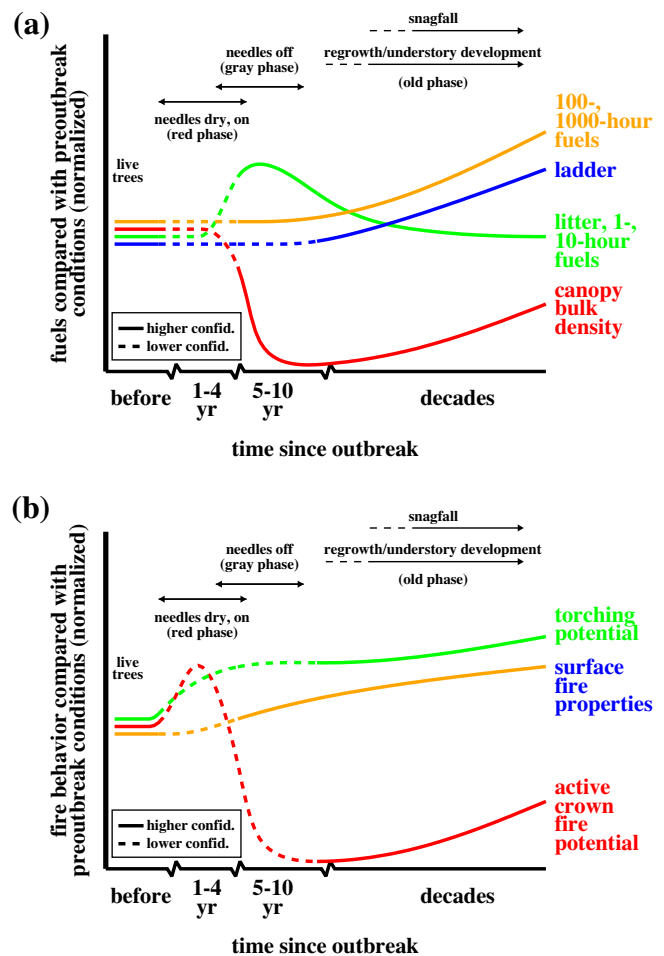 (a)
snagfall
needles off
(gray phase)
regrowth/understory development
(old phase)
needles dry, on
(red phase)
live
trees
100-,
1000-hour
fuels
ladder
litter, 1-,
10-hour
fuels
canopy
bulk
density
fuels compared with preoutbreak
conditions (normalized)
higher confid.
lower confid.
before
1-4
yr
5-10
yr
decades
time since outbreak
(b)
snagfall
needles off
(gray phase)
regrowth/understory development
(old phase)
needles dry, on
(red phase)
live
trees
torching
potential
surface
fire
properties
active
crown
fire
potential
fire behavior compared with
preoutbreak conditions (normalized)
higher confid.
lower confid.
before
1-4
yr
5-10
yr
decades
time since outbreak